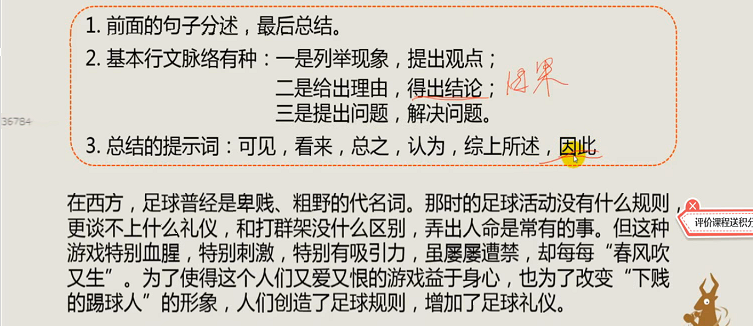 1. 前面的句子分述，最后总结。
2. 基本行文脉络有种：一是列举现象，提出观点；
二是给出理由，得出结论；因果
三是提出问题，解决问题。
3. 总结的提示词：可见，看来，总之，认为，综上所述，因此
36784
在西方，足球曾经是卑贱、粗野的代名词。那时的足球活动没有什么规则，
更谈不上什么礼仪，和打群架没什么区别，弄出人命是常有的事。但这种
游戏特别血腥，特别刺激，特别有吸引力，虽屡屡遭禁，却每每“春风吹
又生”。为了使得这个人们又爱又恨的游戏益于身心，也为了改变“下贱
的踢球人”的形象，人们创造了足球规则，增加了足球礼仪。
评价课程送积分